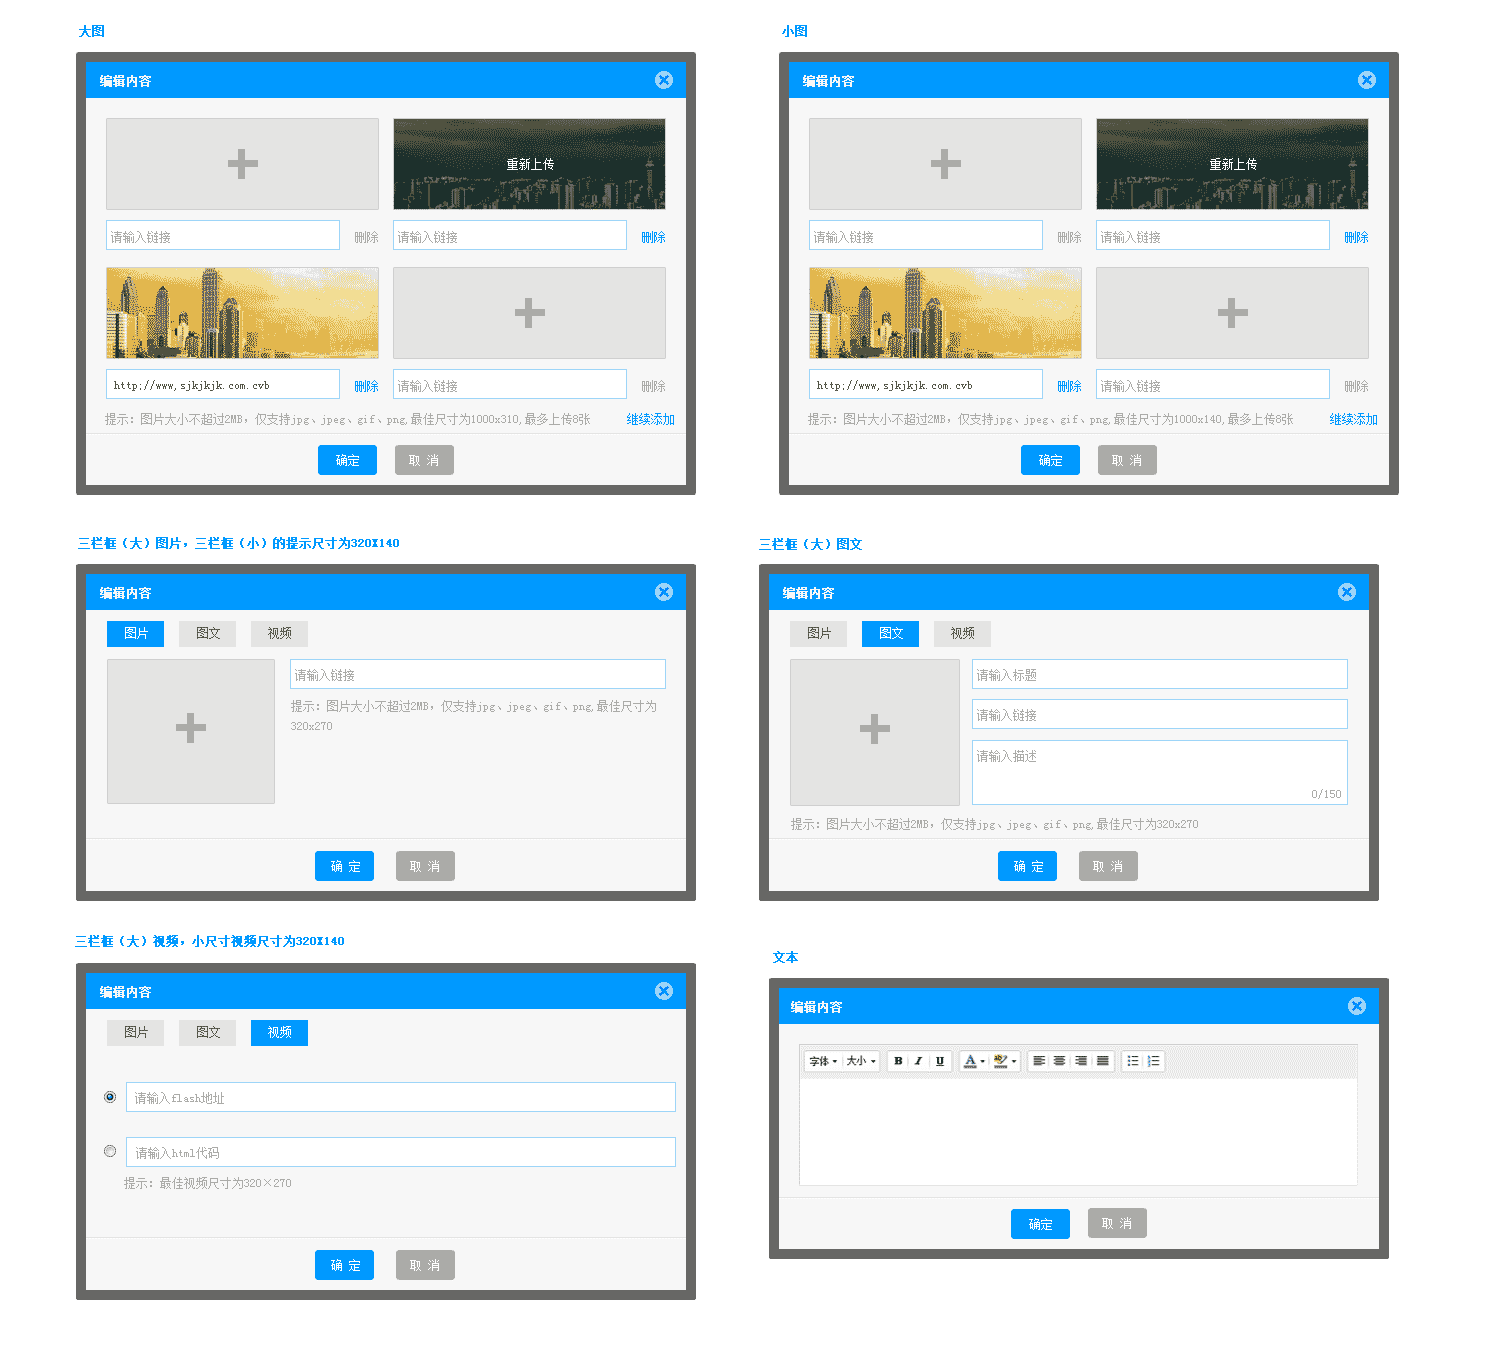 大图
编辑内容
重新上传
请输入链接 删除 请输入链接 删除
http;//www,sjkjkjk.com.cvb 删除 请输入链接 删除
提示：图片大小不超过2MB，仅支持jpg、jpeg、gif、png,最佳尺寸为1000x310,最多上传8张 继续添加
确定 取 消
小图
编辑内容
重新上传
请输入链接 删除 请输入链接 删除
http;//www,sjkjkjk.com.cvb 删除 请输入链接 删除
提示：图片大小不超过2MB，仅支持jpg、jpeg、gif、png,最佳尺寸为1000x140,最多上传8张 继续添加
确定 取 消
三栏框（大）图片，三栏框（小）的提示尺寸为320X140
编辑内容
图片 图文 视频
请输入链接
提示：图片大小不超过2MB，仅支持jpg、jpeg、gif、png,最佳尺寸为
320x270
确 定 取 消
三栏框（大）图文
编辑内容
图片 图文 视频
请输入标题
请输入链接
请输入描述
0/150
提示：图片大小不超过2MB，仅支持jpg、jpeg、gif、png,最佳尺寸为320x270
确 定 取 消
三栏框（大）视频，小尺寸视频尺寸为320X140
编辑内容
图片 图文 视频
请输入flash地址
请输入html代码
提示：最佳视频尺寸为320×270
确 定 取 消
文本
编辑内容
字体 大小 B I U A
确定 取 消